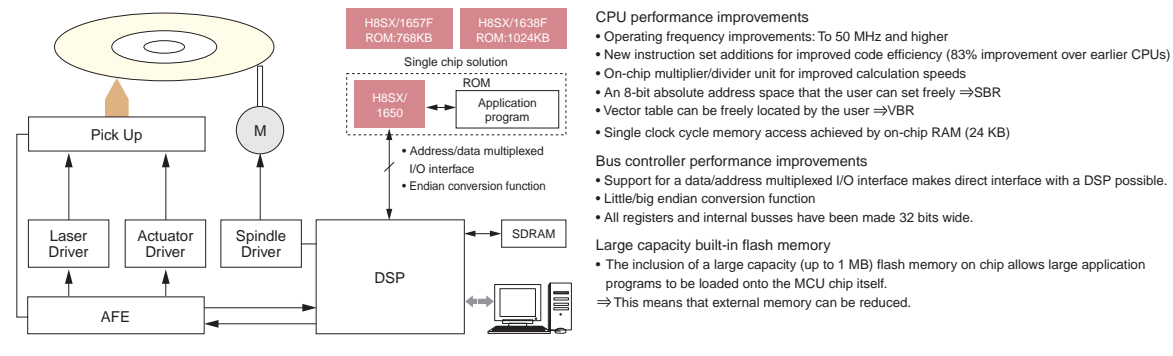 H8SX/1657F
ROM:768KB
H8SX/1638F
ROM:1024KB
Single chip solution
ROM
H8SX/
1650
Application
program
Pick Up
M
• Address/data multiplexed
I/O interface
• Endian conversion function
Laser
Driver
Actuator
Driver
Spindle
Driver
DSP
SDRAM
AFE
CPU performance improvements
• Operating frequency improvements: To 50 MHz and higher
• New instruction set additions for improved code efficiency (83% improvement over earlier CPUs)
• On-chip multiplier/divider unit for improved calculation speeds
• An 8-bit absolute address space that the user can set freely ⇒SBR
• Vector table can be freely located by the user ⇒VBR
• Single clock cycle memory access achieved by on-chip RAM (24 KB)
Bus controller performance improvements
• Support for a data/address multiplexed I/O interface makes direct interface with a DSP possible.
• Little/big endian conversion function
• All registers and internal busses have been made 32 bits wide.
Large capacity built-in flash memory
• The inclusion of a large capacity (up to 1 MB) flash memory on chip allows large application
programs to be loaded onto the MCU chip itself.
⇒This means that external memory can be reduced.